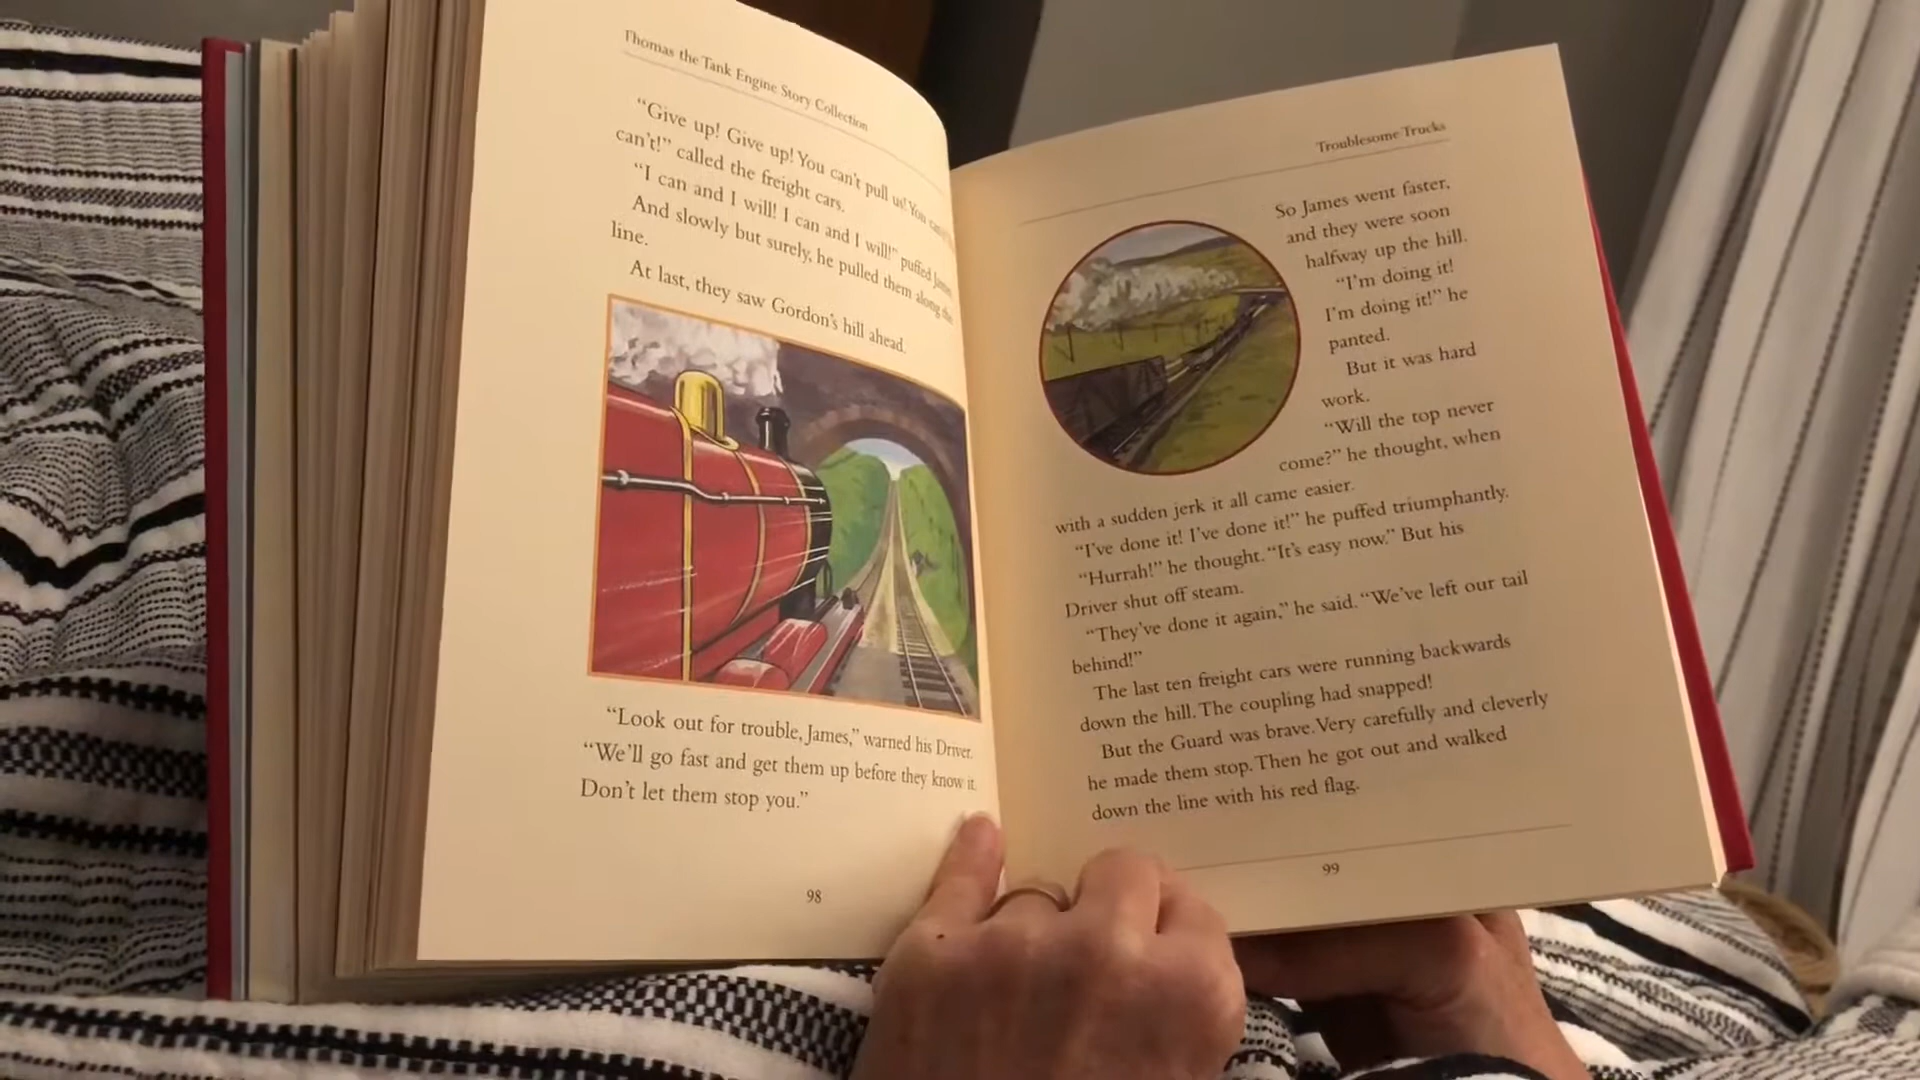 Thomas the Tank Engine Story Collection
“Give up! Give up! You can't pull us! You can't!
can't!” called the freight cars.
“I can and I will! I can and I will!” puffed James.
And slowly but surely, he pulled them along the
line.
At last, they saw Gordon's hill ahead.
“Look out for trouble, James,” warned his Driver.
“We'll go fast and get them up before they know it.
Don't let them stop you.”
98
Troublesome Trucks
So James went faster,
and they were soon
halfway up the hill.
“I'm doing it!
I'm doing it!” he
panted.
But it was hard
work.
“Will the top never
come?” he thought, when
with a sudden jerk it all came easier.
“I've done it! I've done it!” he puffed triumphantly.
“Hurrah!” he thought. “It's easy now.” But his
Driver shut off steam.
“They've done it again,” he said. “We've left our tail
behind!”
The last ten freight cars were running backwards
down the hill. The coupling had snapped!
But the Guard was brave. Very carefully and cleverly
he made them stop. Then he got out and walked
down the line with his red flag.
99